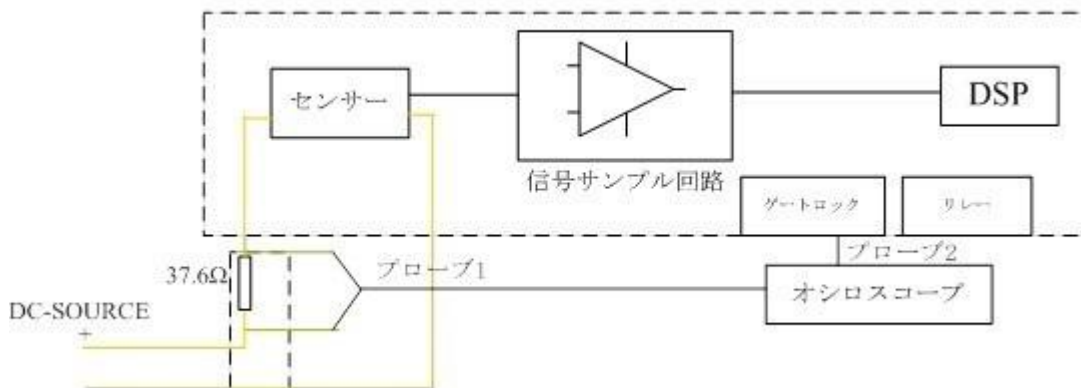 センサー
DSP
信号サンプル回路
ゲートロック
リレー
プローブ1
プローブ2
37.6Ω
オシロスコープ
DC-SOURCE
+